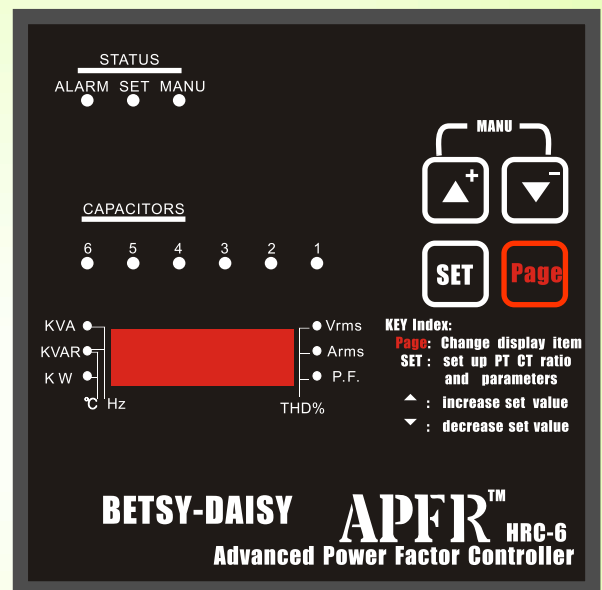 STATUS
ALARM SET MANU
MANU
+ -
CAPACITORS
6 5 4 3 2 1
SET Page
KVA Vrms
KVAR Arms
KW P.F.
℃ Hz THD%
KEY Index:
Page: Change display item
SET : set up PT CT ratio
and parameters
: increase set value
: decrease set value
BETSY-DAISY APFR™ HRC-6
Advanced Power Factor Controller